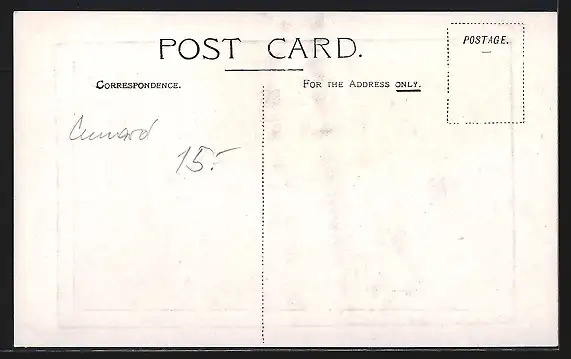 POST CARD.
POSTAGE.
CORRESPONDENCE.
FOR THE ADDRESS ONLY.
Cunard
15.-